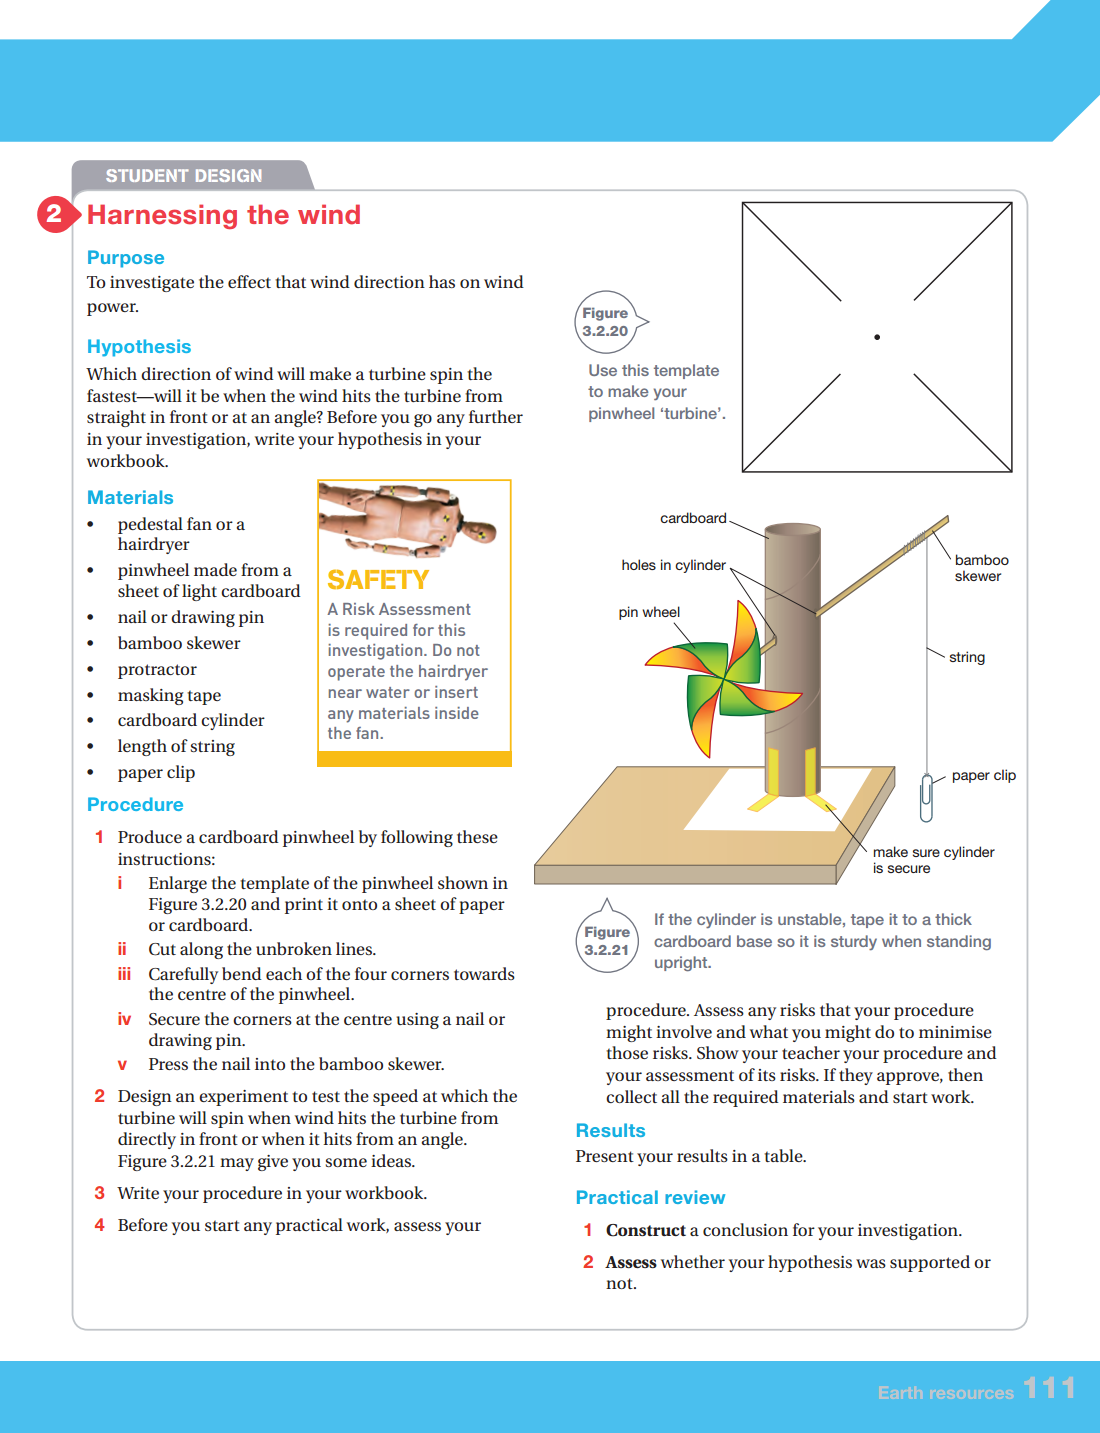 STUDENT DESIGN
2 Harnessing the wind
Purpose
To investigate the effect that wind direction has on wind
power.
Hypothesis
Which direction of wind will make a turbine spin the
fastest—will it be when the wind hits the turbine from
straight in front or at an angle? Before you go any further
in your investigation, write your hypothesis in your
workbook.
Materials
• pedestal fan or a
hairdryer
• pinwheel made from a
sheet of light cardboard
• nail or drawing pin
• bamboo skewer
• protractor
• masking tape
• cardboard cylinder
• length of string
• paper clip
SAFETY
A Risk Assessment
is required for this
investigation. Do not
operate the hairdryer
near water or insert
any materials inside
the fan.
Procedure
1 Produce a cardboard pinwheel by following these
instructions:
i Enlarge the template of the pinwheel shown in
Figure 3.2.20 and print it onto a sheet of paper
or cardboard.
ii Cut along the unbroken lines.
iii Carefully bend each of the four corners towards
the centre of the pinwheel.
iv Secure the corners at the centre using a nail or
drawing pin.
v Press the nail into the bamboo skewer.
2 Design an experiment to test the speed at which the
turbine will spin when wind hits the turbine from
directly in front or when it hits from an angle.
Figure 3.2.21 may give you some ideas.
3 Write your procedure in your workbook.
4 Before you start any practical work, assess your
Figure
3.2.20
Use this template
to make your
pinwheel ‘turbine’.
cardboard
holes in cylinder
pin wheel
bamboo
skewer
string
paper clip
make sure cylinder
is secure
Figure
3.2.21
If the cylinder is unstable, tape it to a thick
cardboard base so it is sturdy when standing
upright.
procedure. Assess any risks that your procedure
might involve and what you might do to minimise
those risks. Show your teacher your procedure and
your assessment of its risks. If they approve, then
collect all the required materials and start work.
Results
Present your results in a table.
Practical review
1 Construct a conclusion for your investigation.
2 Assess whether your hypothesis was supported or
not.
Earth resources 111